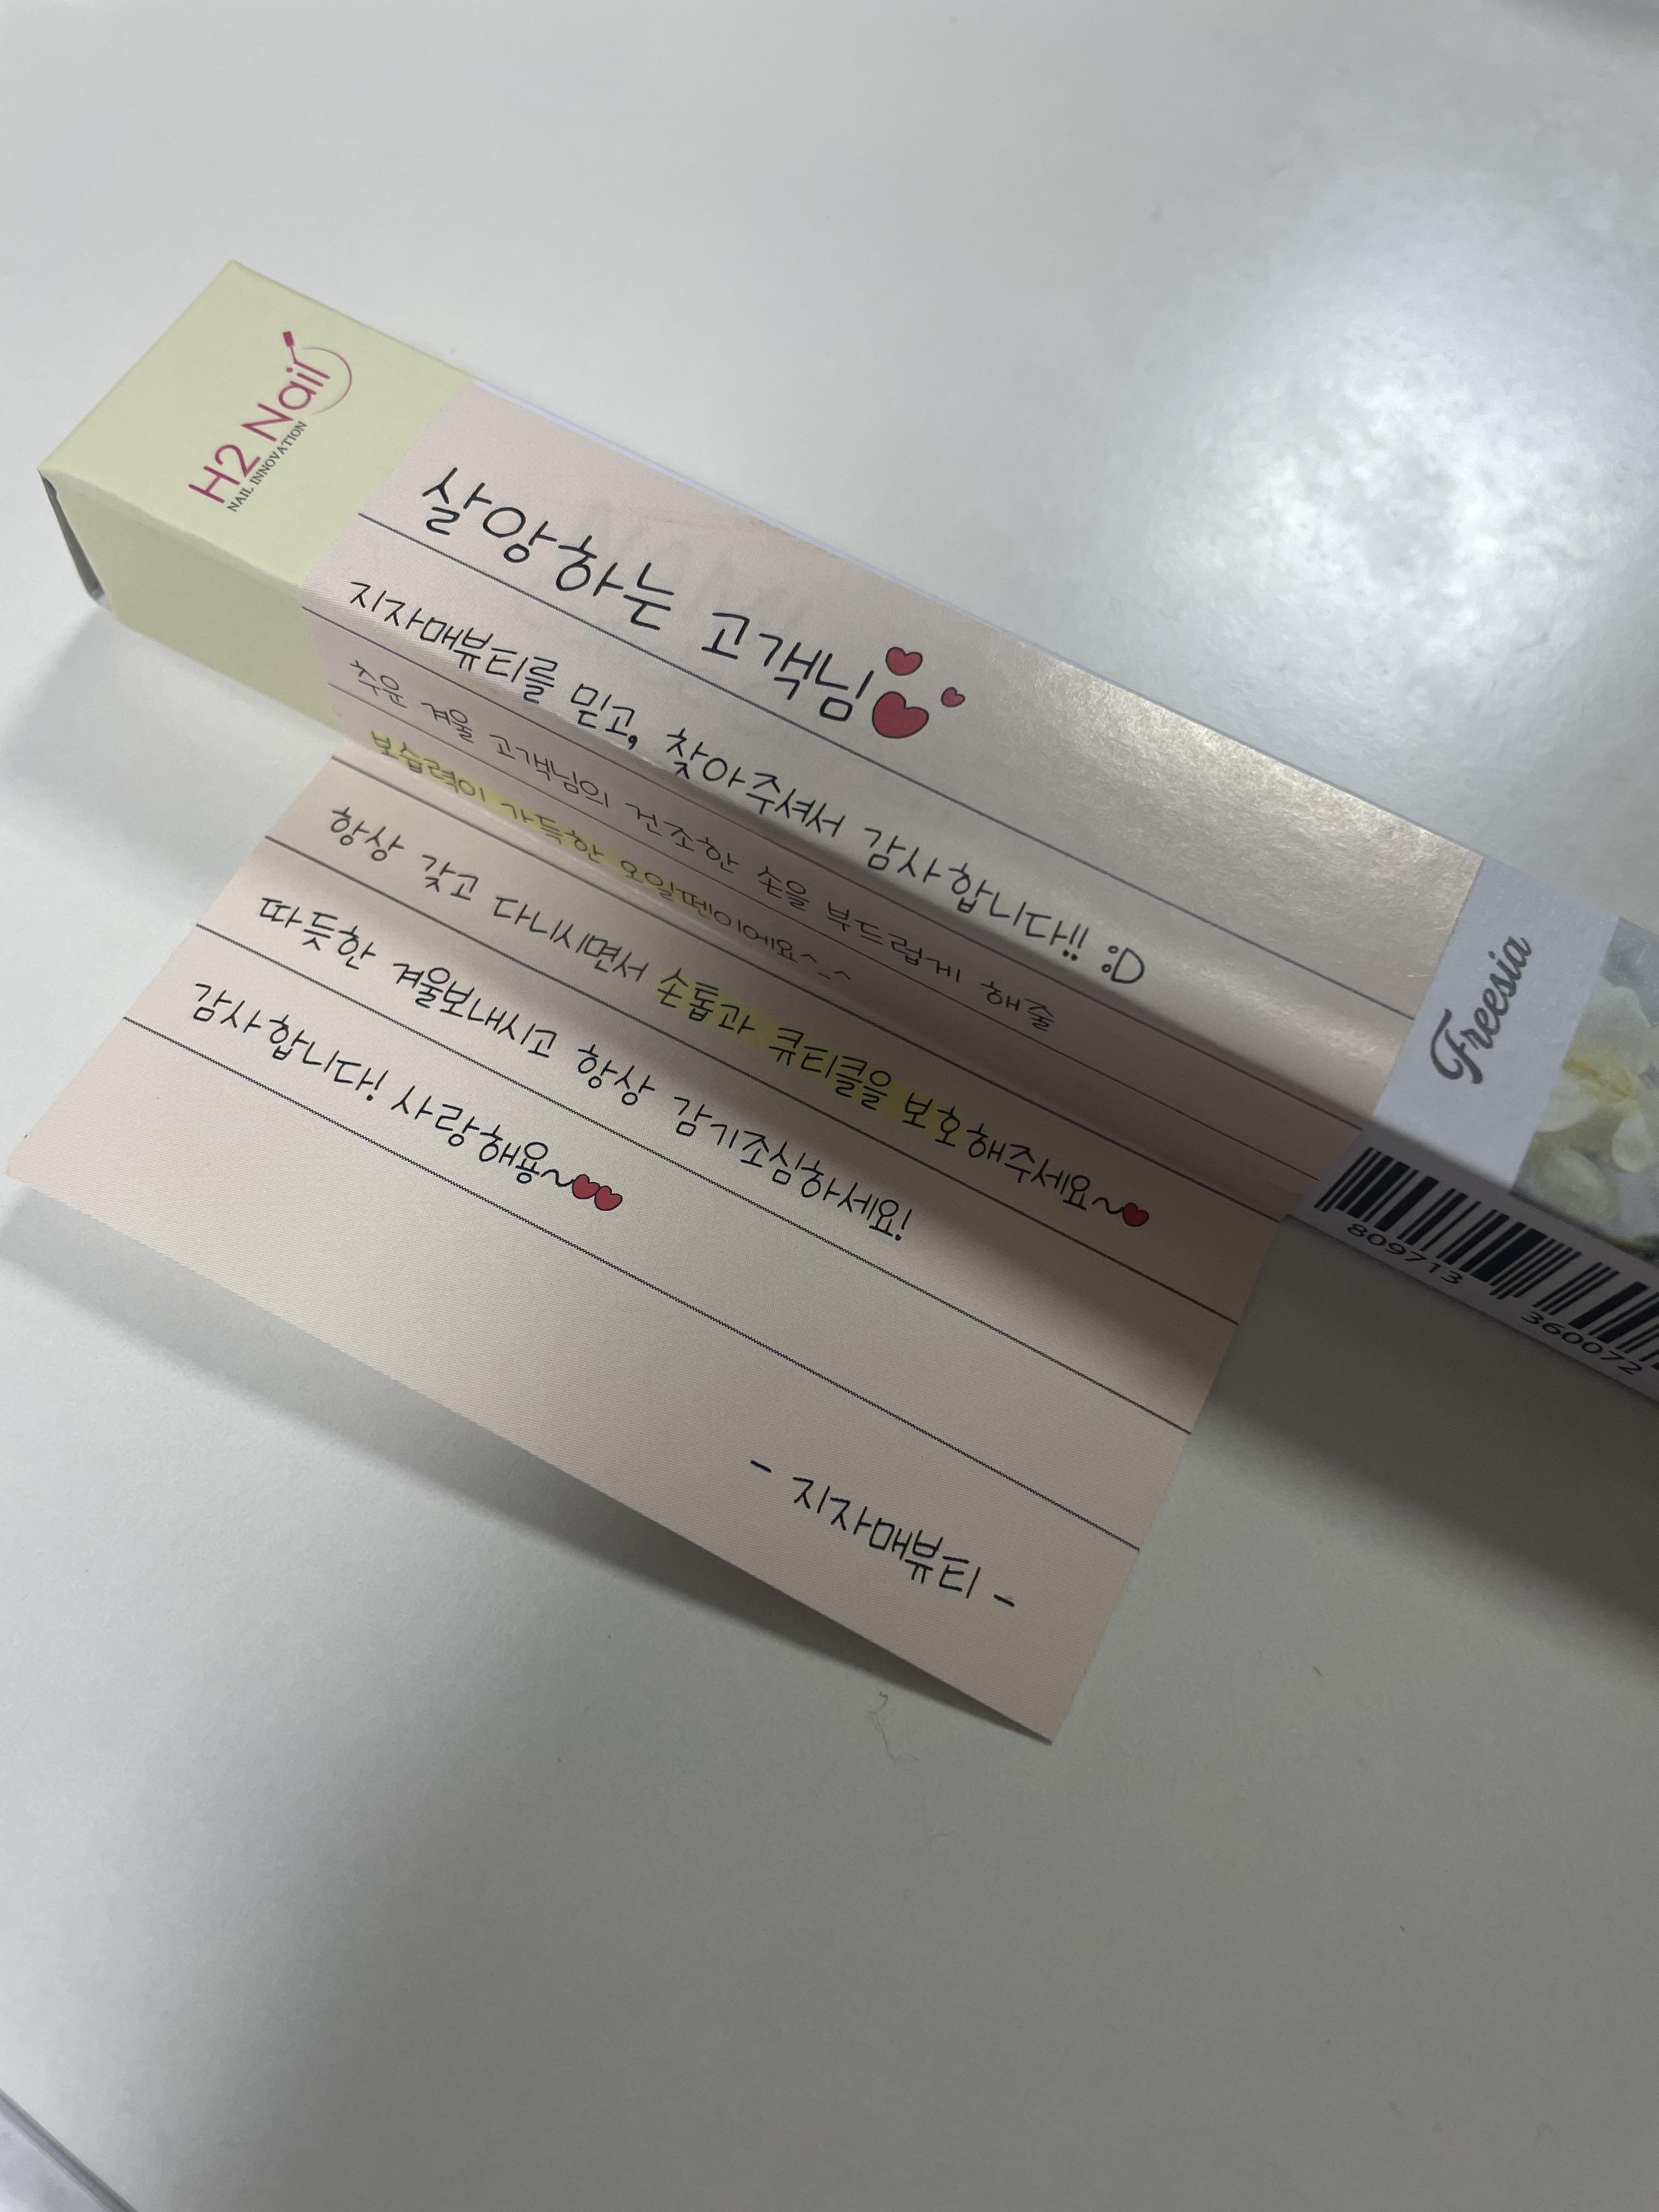 H2 Nail
NAIL INNOVATION
살앙하는 고객님
지자매뷰티를 믿고, 찾아주셔서 감사합니다!! :D
추운 겨울 고객님의 건조한 손을 부드럽게 해줄
보습력이 가득한 오일펜이에요^_^
항상 갖고 다니시면서 손톱과 큐티클을 보호해주세요~
따듯한 겨울보내시고 항상 감기조심하세요!
감사합니다! 사랑해용~
- 지자매뷰티 -
Freesia
809713 360072